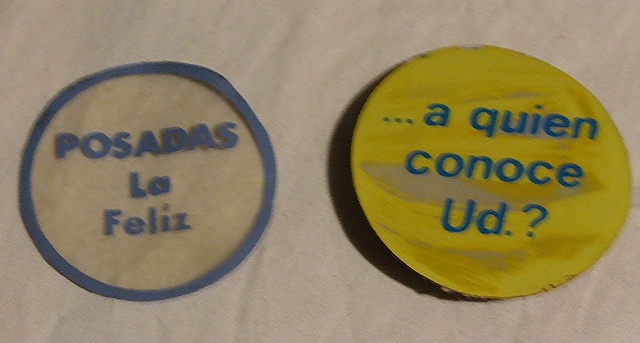 POSADAS
La
Feliz
...a quien
conoce
Ud.?